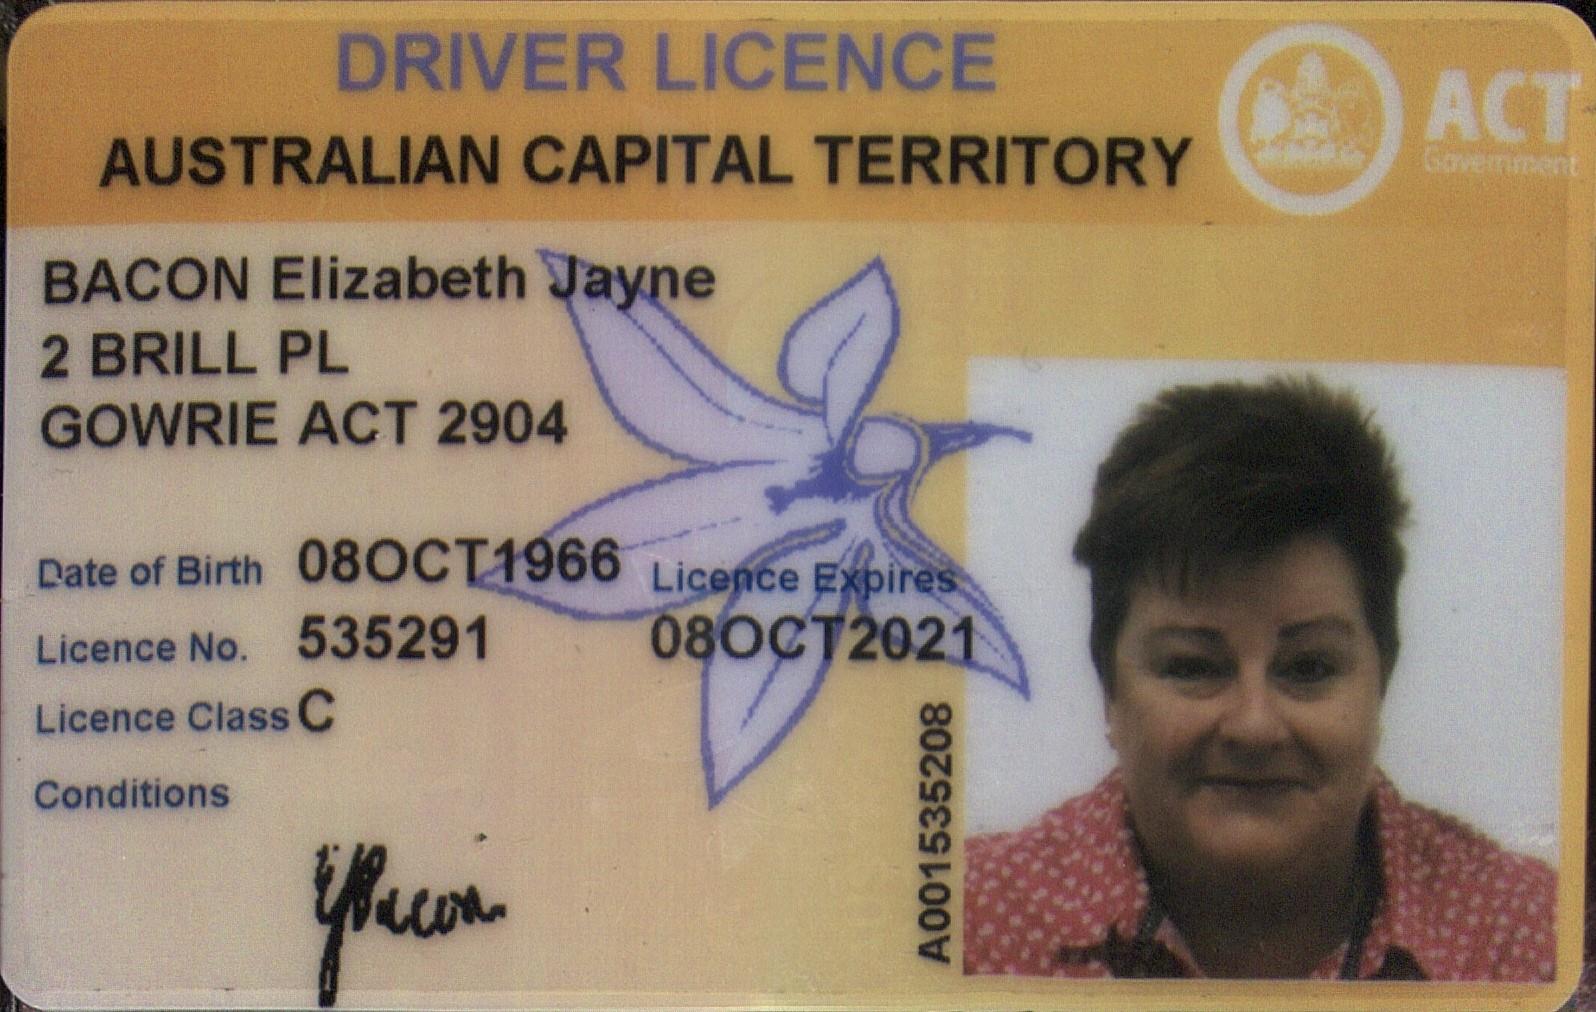 DRIVER LICENCE
AUSTRALIAN CAPITAL TERRITORY
ACT
Government
BACON Elizabeth Jayne
2 BRILL PL
GOWRIE ACT 2904
Date of Birth 08OCT1966
Licence Expires
Licence No. 535291
08OCT2021
Licence Class C
Conditions
A001535208
EJBacon